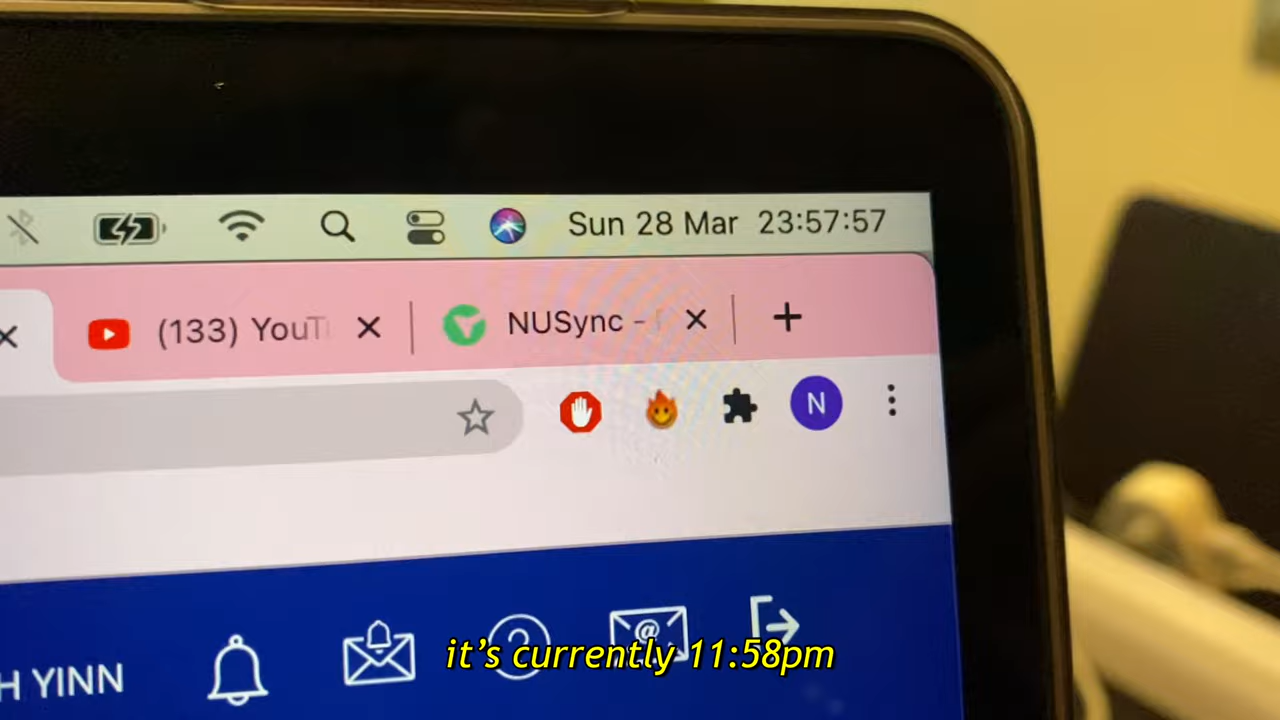 Sun 28 Mar 23:57:57
(133) YouT
NUSync -
N
@
?
H YINN
it's currently 11:58pm